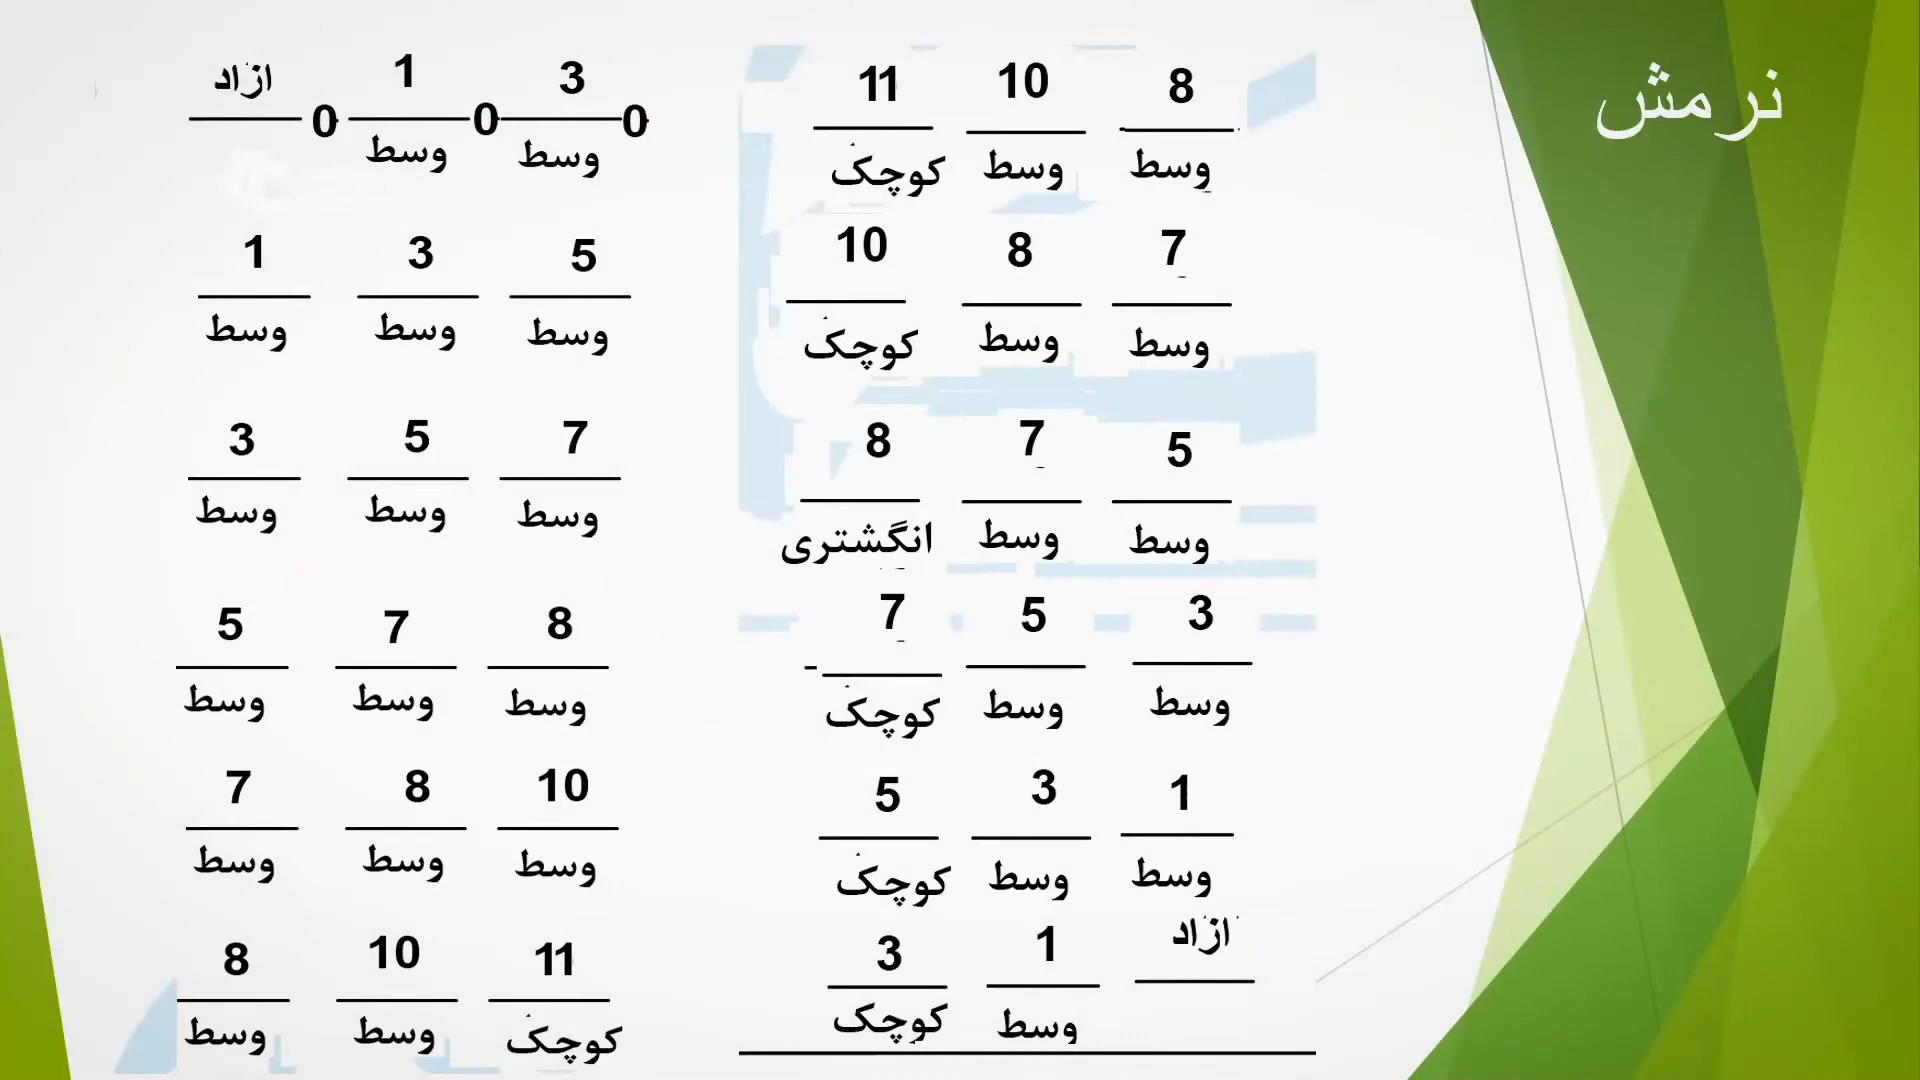 نرمش
ازاد 0 1 0 3 0
وسط وسط
1 3 5
وسط وسط وسط
3 5 7
وسط وسط وسط
5 7 8
وسط وسط وسط
7 8 10
وسط وسط وسط
8 10 11
وسط وسط کوچک
11 10 8
کوچک وسط وسط
10 8 7
کوچک وسط وسط
8 7 5
انگشتری وسط وسط
7 5 3
کوچک وسط وسط
5 3 1
کوچک وسط وسط
3 1 ازاد
کوچک وسط